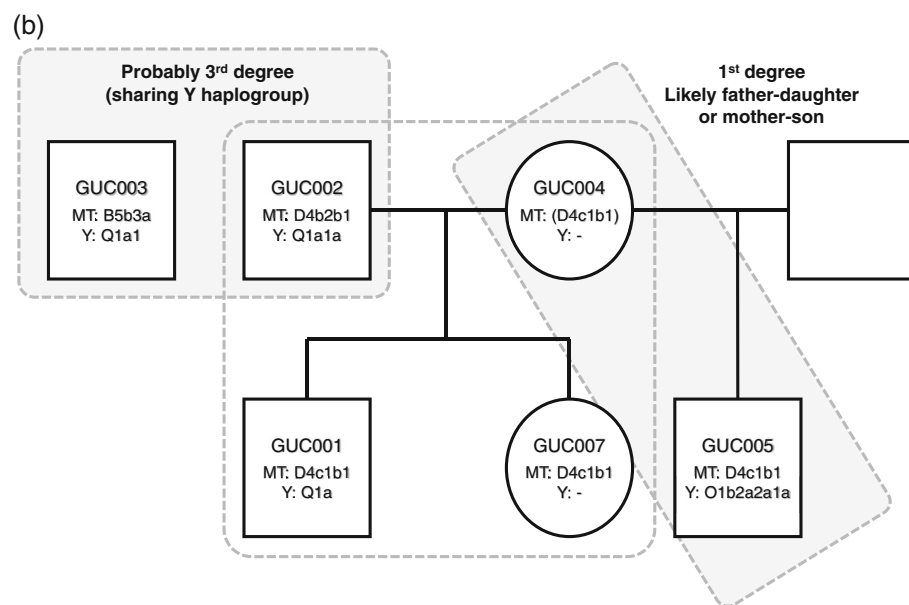 (b)
Probably 3rd degree
(sharing Y haplogroup)
1st degree
Likely father-daughter
or mother-son
GUC003
MT: B5b3a
Y: Q1a1
GUC002
MT: D4b2b1
Y: Q1a1a
GUC004
MT: (D4c1b1)
Y: -
GUC001
MT: D4c1b1
Y: Q1a
GUC007
MT: D4c1b1
Y: -
GUC005
MT: D4c1b1
Y: O1b2a2a1a